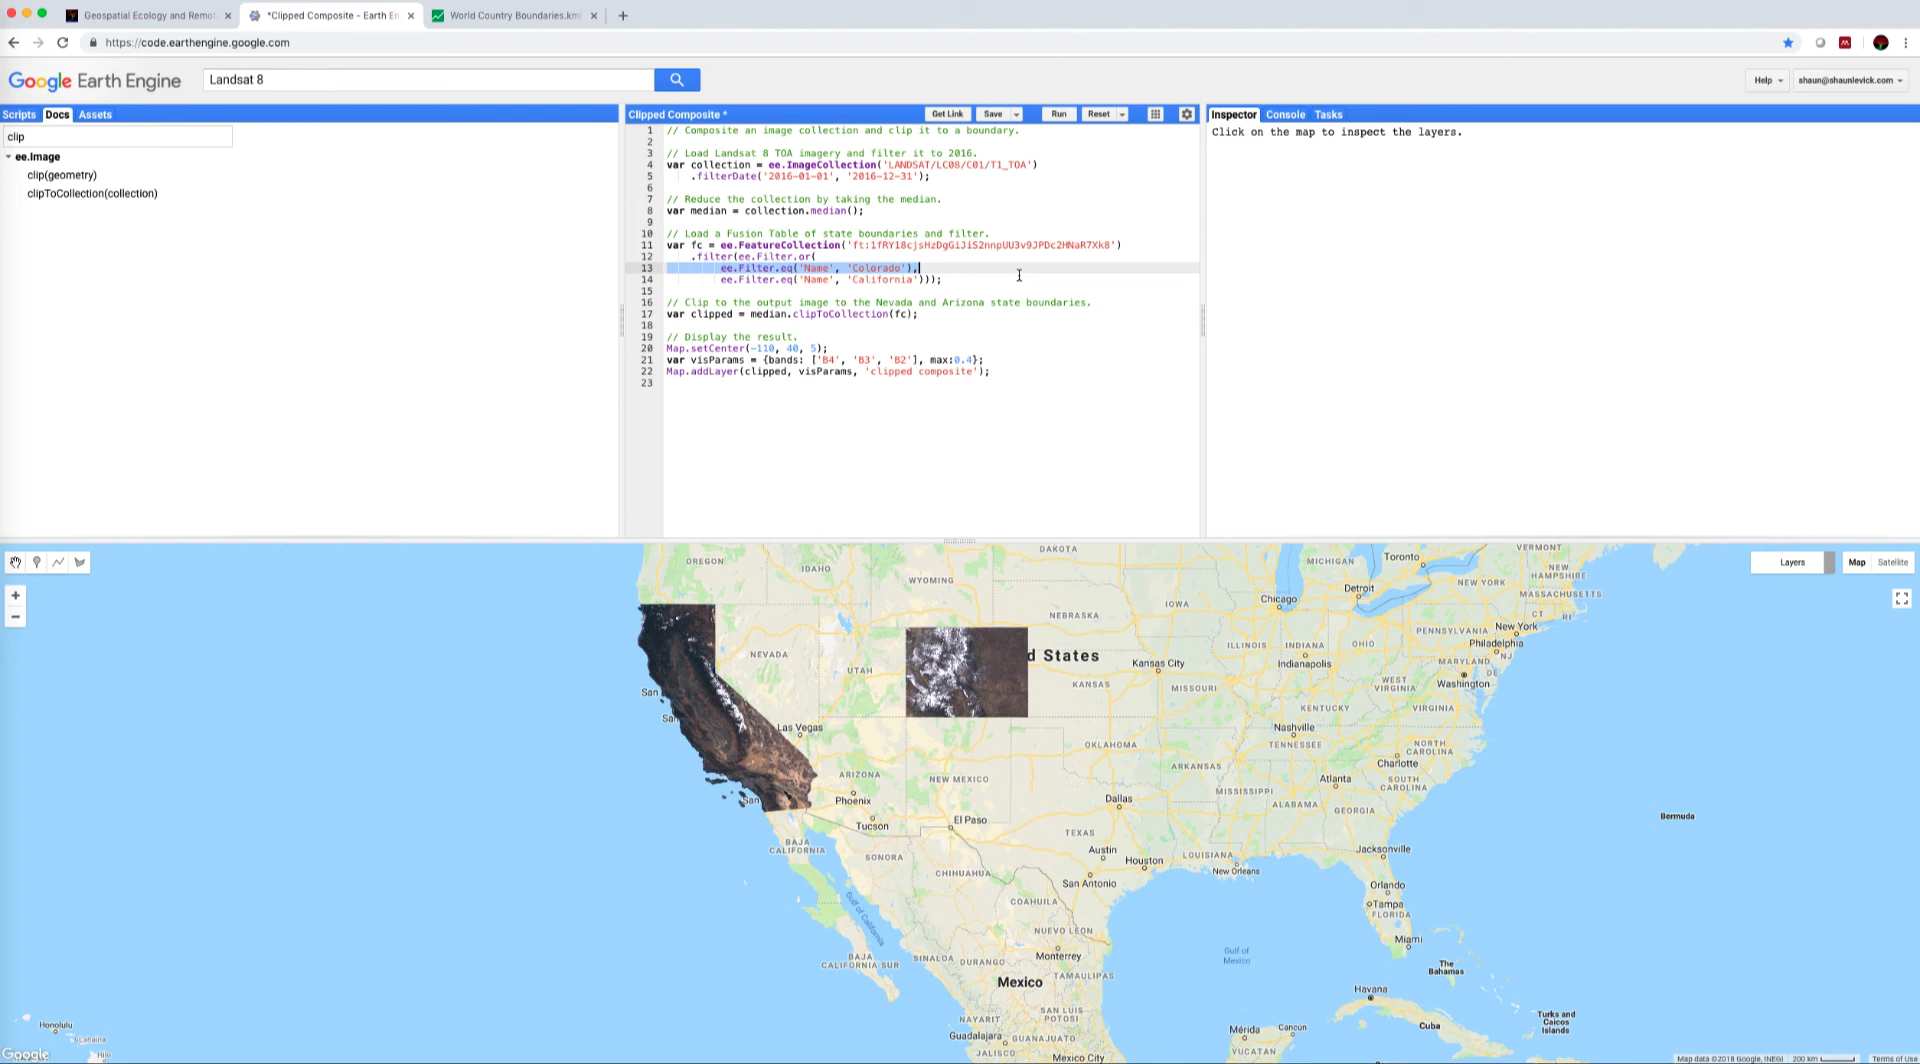 Geospatial Ecology and Remo
*Clipped Composite - Earth En
World Country Boundaries.kml
https://code.earthengine.google.com
Google Earth Engine
Landsat 8
Help
shaun@shaunlevick.com
Scripts Docs Assets
clip
ee.Image
clip(geometry)
clipToCollection(collection)
Clipped Composite *
Get Link Save Run Reset
1 // Composite an image collection and clip it to a boundary.
2
3 // Load Landsat 8 TOA imagery and filter it to 2016.
4 var collection = ee.ImageCollection('LANDSAT/LC08/C01/T1_TOA')
5 .filterDate('2016-01-01', '2016-12-31');
6
7 // Reduce the collection by taking the median.
8 var median = collection.median();
9
10 // Load a Fusion Table of state boundaries and filter.
11 var fc = ee.FeatureCollection('ft:1fRY18cjsHzDgGiJiS2nnpUU3v9JPDc2HNaR7Xk8')
12 .filter(ee.Filter.or(
13 ee.Filter.eq('Name', 'Colorado'),
14 ee.Filter.eq('Name', 'California')));
15
16 // Clip to the output image to the Nevada and Arizona state boundaries.
17 var clipped = median.clipToCollection(fc);
18
19 // Display the result.
20 Map.setCenter(-110, 40, 5);
21 var visParams = {bands: ['B4', 'B3', 'B2'], max:0.4};
22 Map.addLayer(clipped, visParams, 'clipped composite');
23
Inspector Console Tasks
Click on the map to inspect the layers.
Layers
Map Satellite
+
−
OREGON
IDAHO
WYOMING
DAKOTA
NEBRASKA
IOWA
MICHIGAN
Toronto
Detroit
Chicago
VERMONT
NEW HAMPSHIRE
NEW YORK
MASSACHUSETTS
CT
RI
PENNSYLVANIA
New York
Philadelphia
MARYLAND
NJ
DE
Washington
NEVADA
UTAH
d States
Kansas City
KANSAS
MISSOURI
ILLINOIS
INDIANA
Indianapolis
OHIO
WEST VIRGINIA
VIRGINIA
KENTUCKY
San
Sa
Las Vegas
Nashville
TENNESSEE
NORTH CAROLINA
Charlotte
OKLAHOMA
ARKANSAS
ARIZONA
Phoenix
NEW MEXICO
San
Tucson
El Paso
Dallas
MISSISSIPPI
ALABAMA
Atlanta
SOUTH CAROLINA
GEORGIA
Bermuda
BAJA CALIFORNIA
SONORA
CHIHUAHUA
TEXAS
Austin
Houston
San Antonio
LOUISIANA
New Orleans
Jacksonville
Orlando
Tampa
FLORIDA
Miami
COAHUILA
Gulf of California
NUEVO LEON
Monterrey
BAJA CALIFORNIA SUR
SINALOA
DURANGO
TAMAULIPAS
Mexico
Gulf of Mexico
The Bahamas
Havana
Cuba
Turks and Caicos Islands
SAN LUIS POTOSI
NAYARIT
Guadalajara
GUANAJUATO
JALISCO
Mexico City
Mérida
Cancún
YUCATAN
Honolulu
Lahaina
Hilo
Google
Map data ©2018 Google, INEGI 200 km Terms of Use